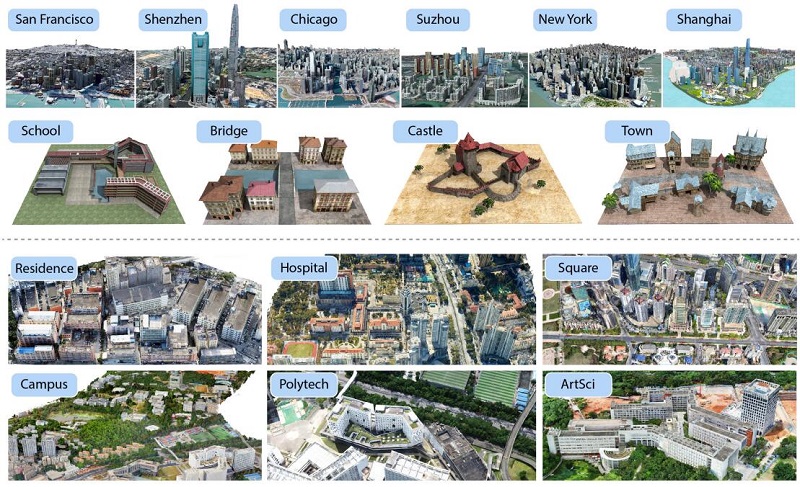 San Francisco
Shenzhen
Chicago
Suzhou
New York
Shanghai
School
Bridge
Castle
Town
Residence
Hospital
Square
Campus
Polytech
ArtSci